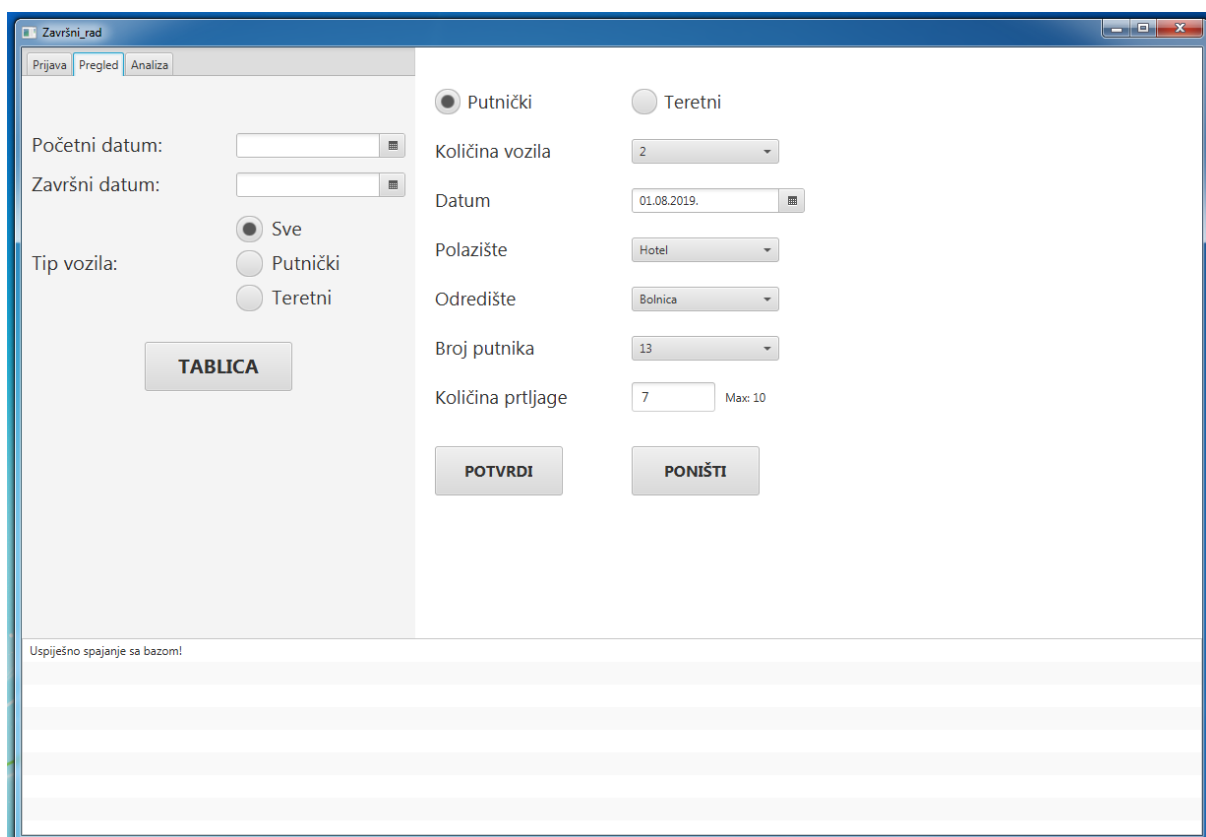 Završni_rad
Prijava Pregled Analiza
Početni datum:
Završni datum:
Tip vozila:
Sve
Putnički
Teretni
TABLICA
Putnički Teretni
Količina vozila 2
Datum 01.08.2019.
Polazište Hotel
Odredište Bolnica
Broj putnika 13
Količina prtljage 7 Max: 10
POTVRDI PONIŠTI
Uspiješno spajanje sa bazom!